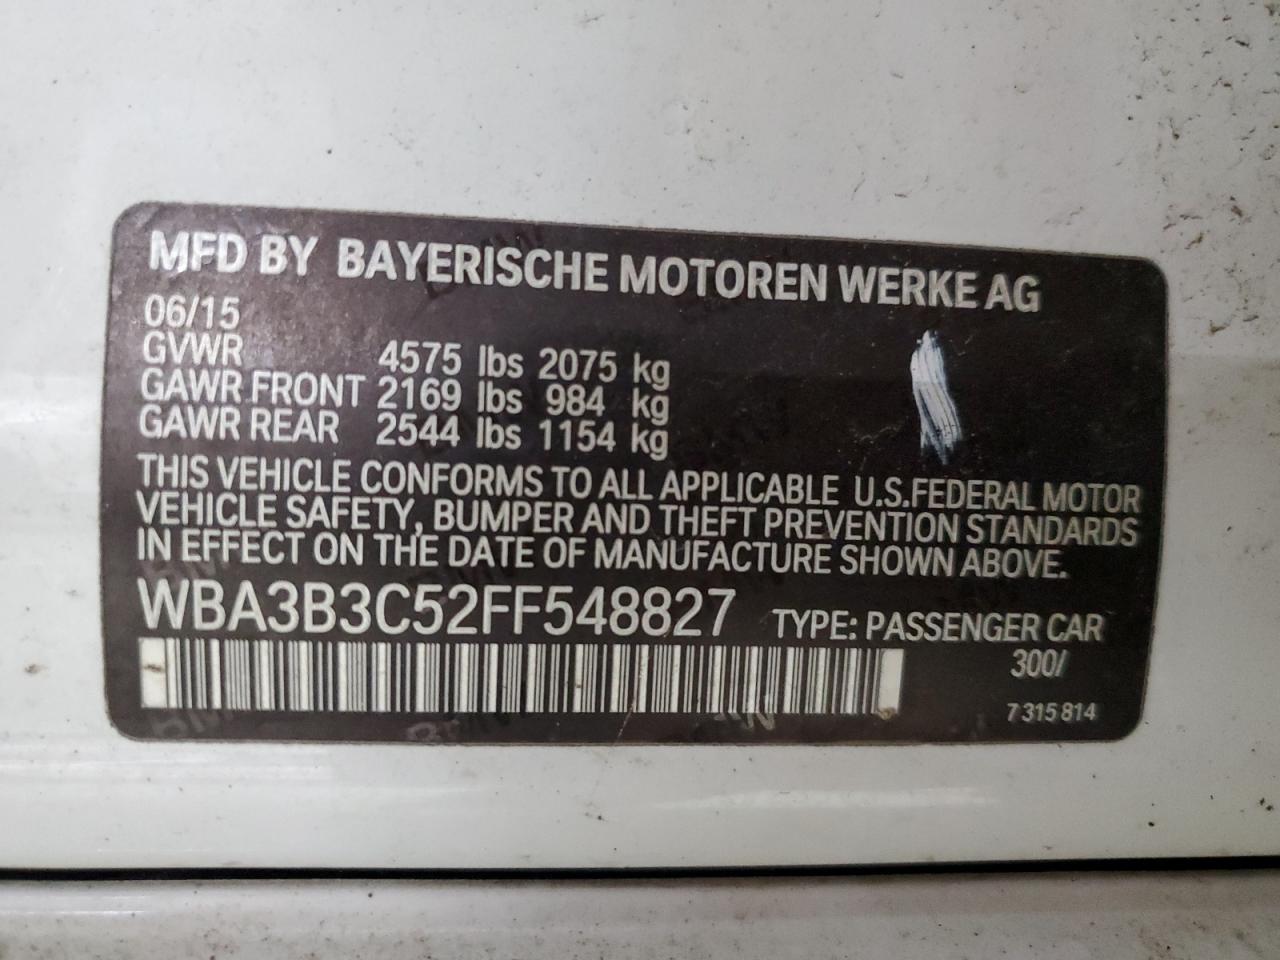 MFD BY BAYERISCHE MOTOREN WERKE AG
06/15
GVWR 4575 lbs 2075 kg
GAWR FRONT 2169 lbs 984 kg
GAWR REAR 2544 lbs 1154 kg
THIS VEHICLE CONFORMS TO ALL APPLICABLE U.S.FEDERAL MOTOR
VEHICLE SAFETY, BUMPER AND THEFT PREVENTION STANDARDS
IN EFFECT ON THE DATE OF MANUFACTURE SHOWN ABOVE.
WBA3B3C52FF548827 TYPE: PASSENGER CAR
300/
7 315 814